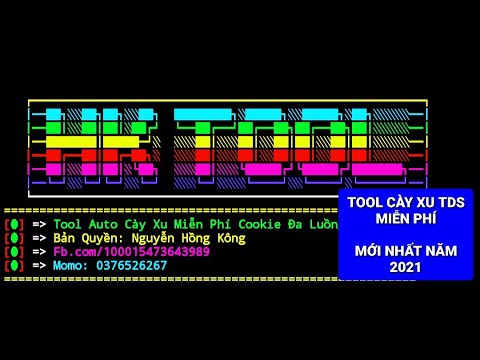 [●] => Tool Auto Cày Xu Miễn Phí Cookie Đa Luồng
[●] => Bản Quyền: Nguyễn Hồng Kông
[●] => Fb.com/100015473643989
[●] => Momo: 0376526267
TOOL CÀY XU TDS
MIỄN PHÍ
MỚI NHẤT NĂM
2021